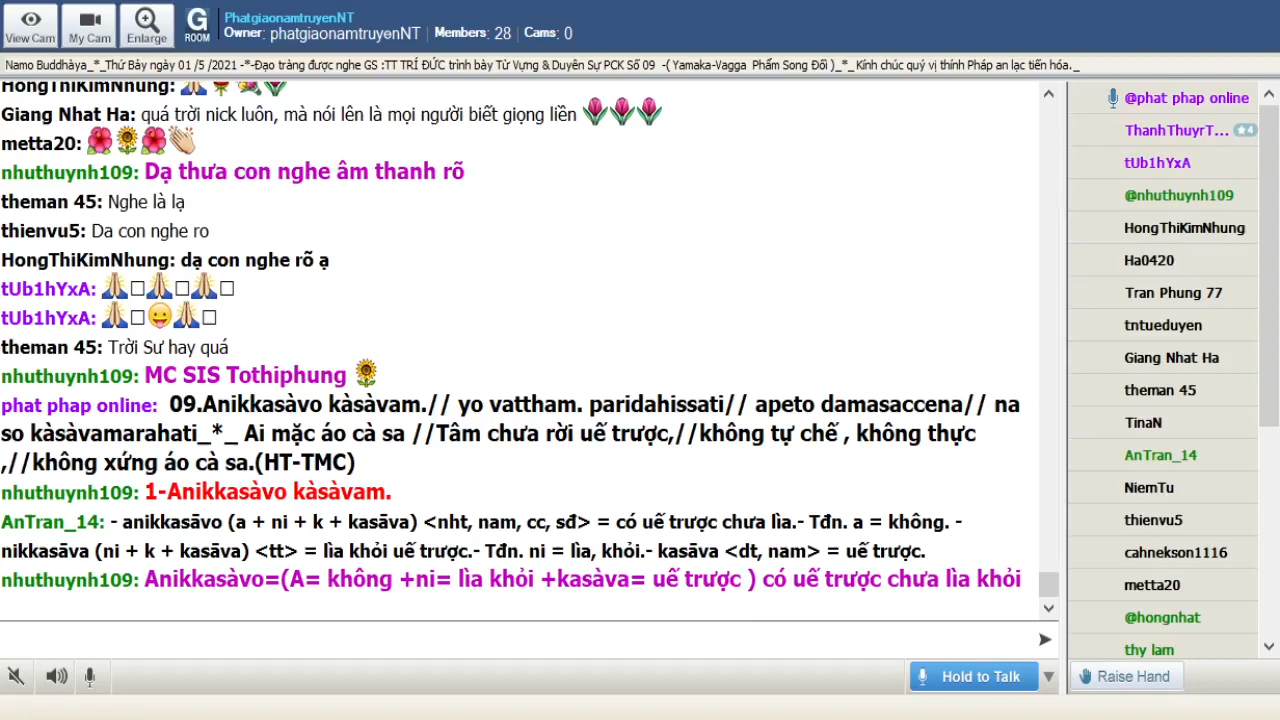 View Cam
My Cam
Enlarge
G
ROOM
PhatgiaonamtruyenNT
Owner: phatgiaonamtruyenNT | Members: 28 | Cams: 0
Namo Buddhàya_*_Thứ Bảy ngày 01 /5 /2021 -*-Đạo tràng được nghe GS :TT TRÍ ĐỨC trình bày Từ Vựng & Duyên Sự PCK Số 09 -( Yamaka-Vagga Phẩm Song Đối )_*_ Kính chúc quý vị thính Pháp an lạc tiến hóa._
HongThiKimNhung: 🙏🌹💐🌷
Giang Nhat Ha: quá trời nick luôn, mà nói lên là mọi người biết giọng liền 🌷🌷🌷
metta20: 🌺🌻🌺👏
nhuthuynh109: Dạ thưa con nghe âm thanh rõ
theman 45: Nghe là lạ
thienvu5: Da con nghe ro
HongThiKimNhung: dạ con nghe rõ ạ
tUb1hYxA: 🙏□🙏□🙏□
tUb1hYxA: 🙏□😛🙏□
theman 45: Trời Sư hay quá
nhuthuynh109: MC SIS Tothiphung 🌻
phat phap online: 09.Anikkasàvo kàsàvam.// yo vattham. paridahissati// apeto damasaccena// na
so kàsàvamarahati_*_ Ai mặc áo cà sa //Tâm chưa rời uế trược,//không tự chế , không thực
,//không xứng áo cà sa.(HT-TMC)
nhuthuynh109: 1-Anikkasàvo kàsàvam.
AnTran_14: - anikkasāvo (a + ni + k + kasāva) <nht, nam, cc, sđ> = có uế trược chưa lìa.- Tđn. a = không. -
nikkasāva (ni + k + kasāva) <tt> = lìa khỏi uế trược.- Tđn. ni = lìa, khỏi.- kasāva <dt, nam> = uế trược.
nhuthuynh109: Anikkasàvo=(A= không +ni= lìa khỏi +kasàva= uế trược ) có uế trược chưa lìa khỏi
Hold to Talk
@phat phap online
ThanhThuyrT... ★4
tUb1hYxA
@nhuthuynh109
HongThiKimNhung
Ha0420
Tran Phung 77
tntueduyen
Giang Nhat Ha
theman 45
TinaN
AnTran_14
NiemTu
thienvu5
cahnekson1116
metta20
@hongnhat
thy lam
Raise Hand